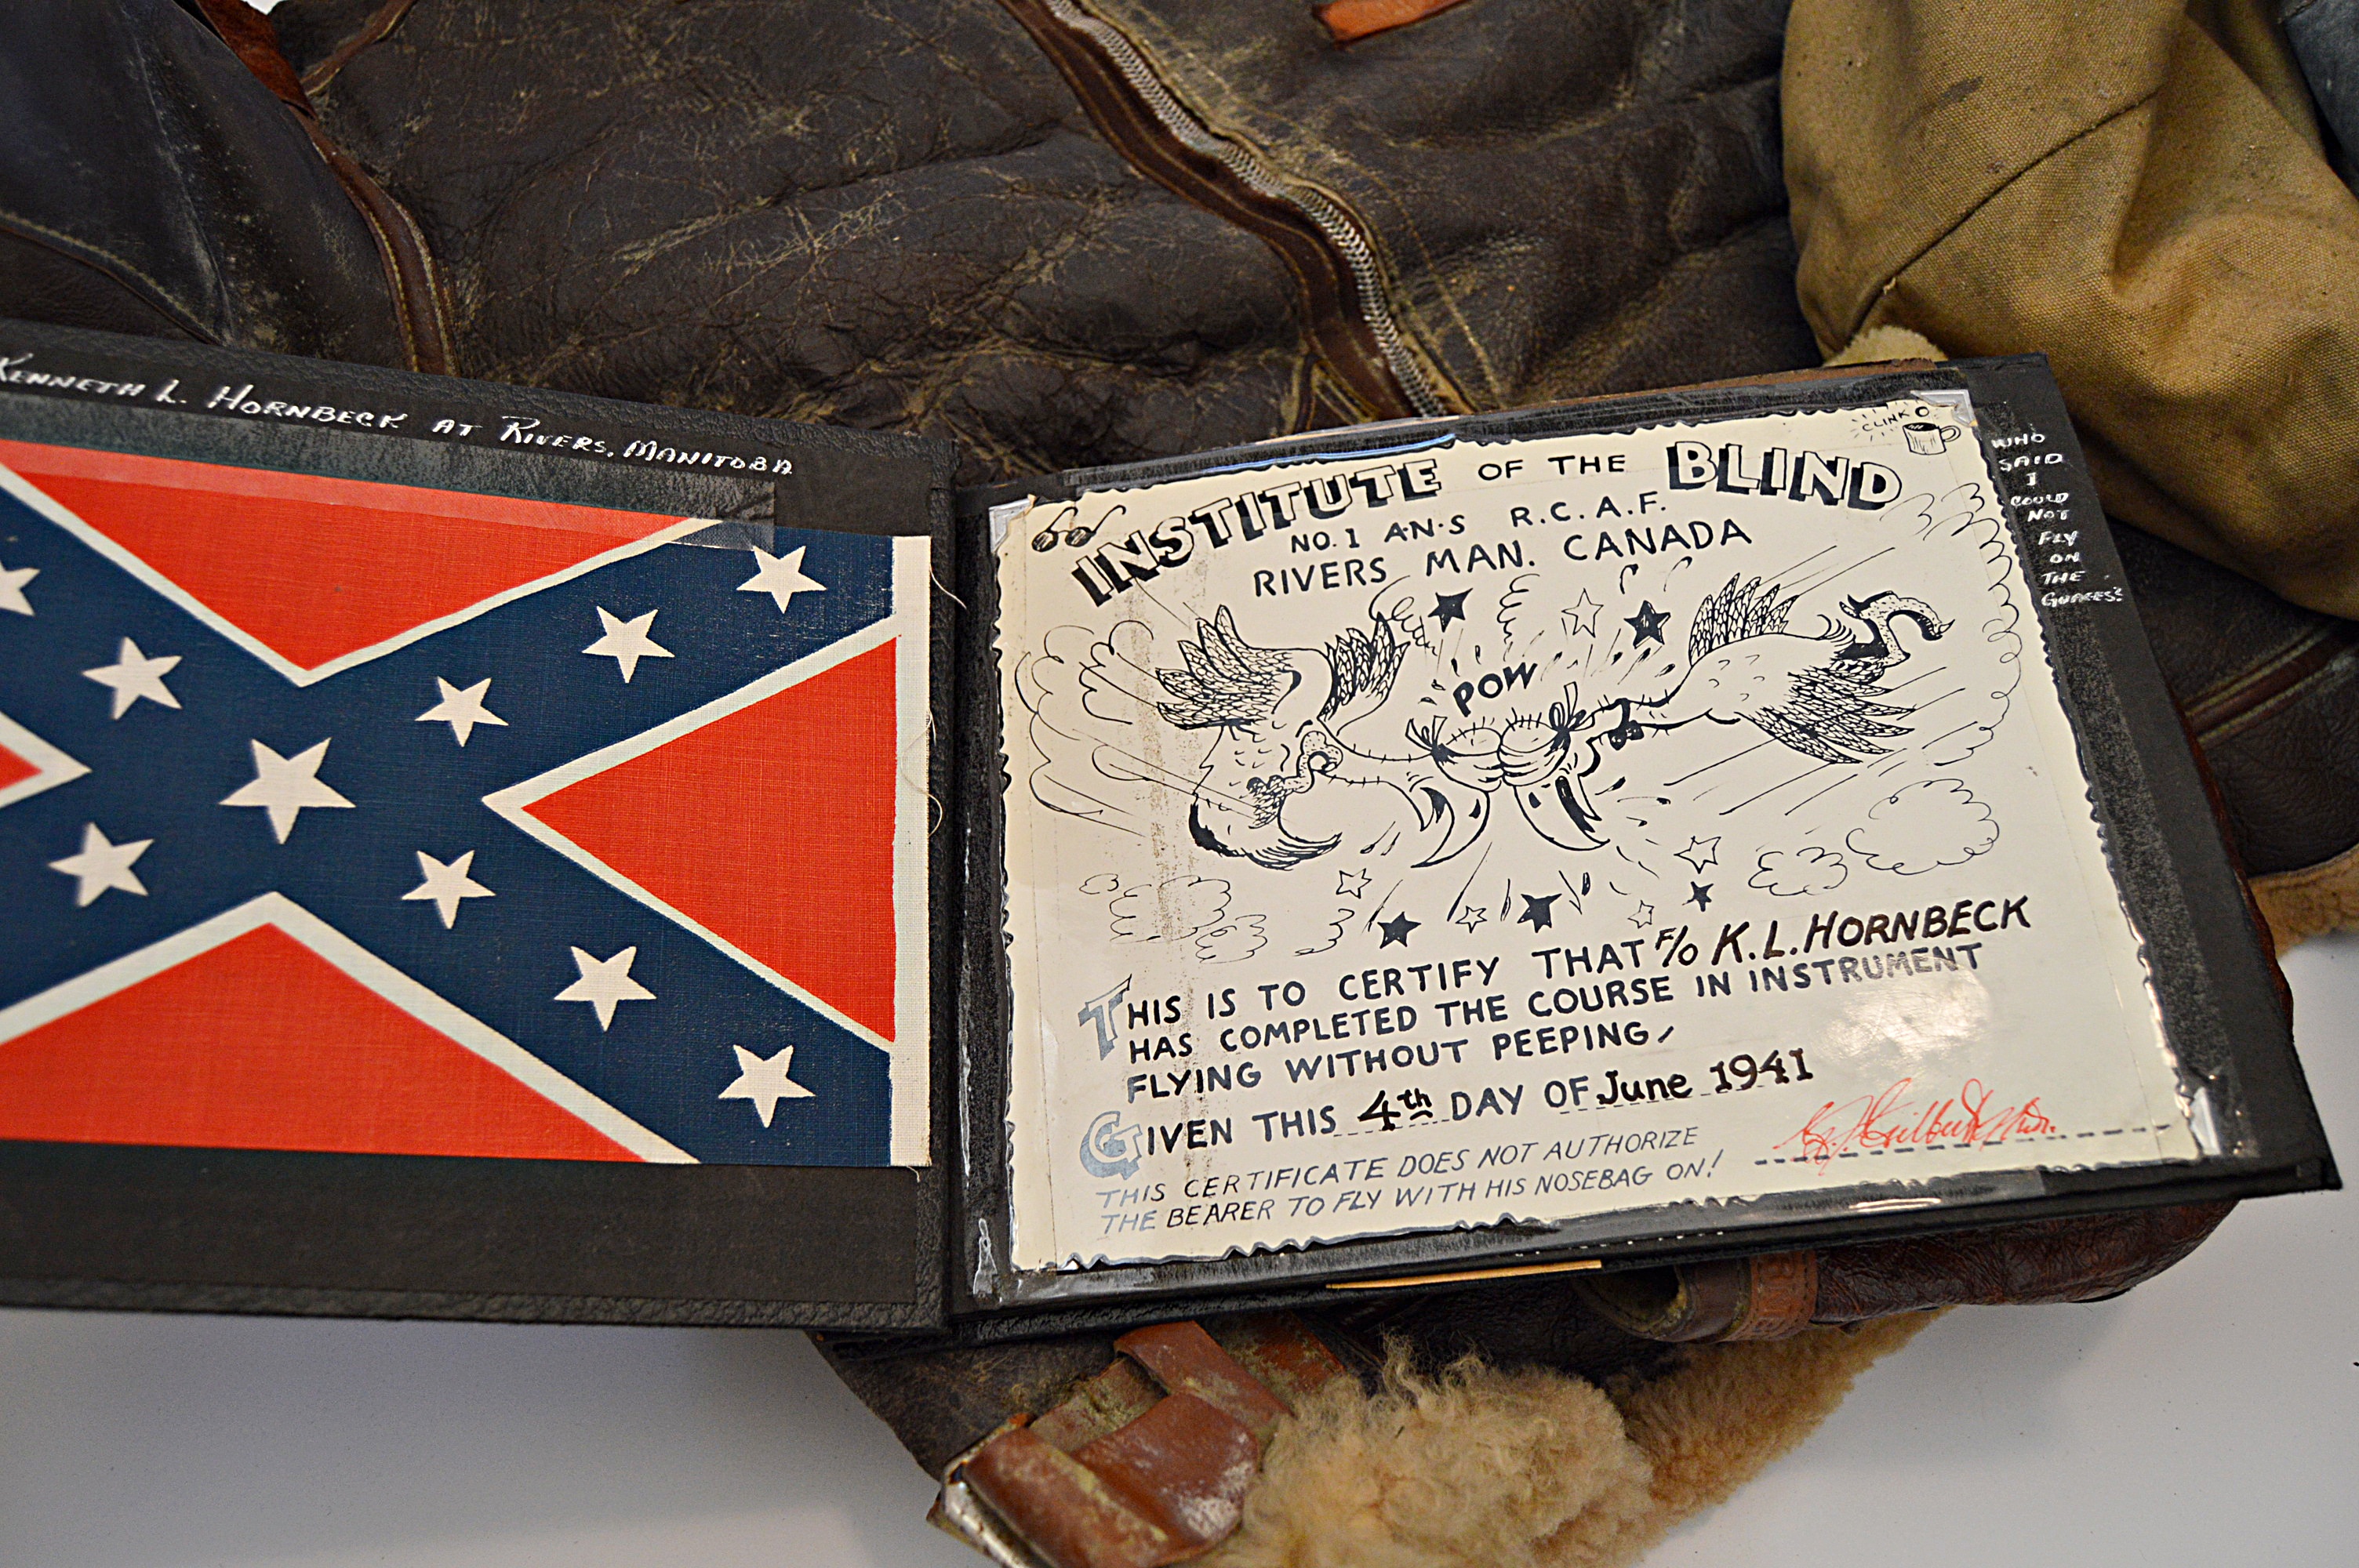 KENNETH L. HORNBECK AT RIVERS, MANITOBA
CLINK
INSTITUTE OF THE BLIND
NO. 1 A·N·S R.C.A.F.
RIVERS MAN. CANADA
POW
THIS IS TO CERTIFY THAT F/O K.L. HORNBECK
HAS COMPLETED THE COURSE IN INSTRUMENT
FLYING WITHOUT PEEPING,
GIVEN THIS 4th DAY OF June 1941
THIS CERTIFICATE DOES NOT AUTHORIZE
THE BEARER TO FLY WITH HIS NOSEBAG ON!
WHO
SAID
I
COULD
NOT
FLY
ON
THE
GUAGES?